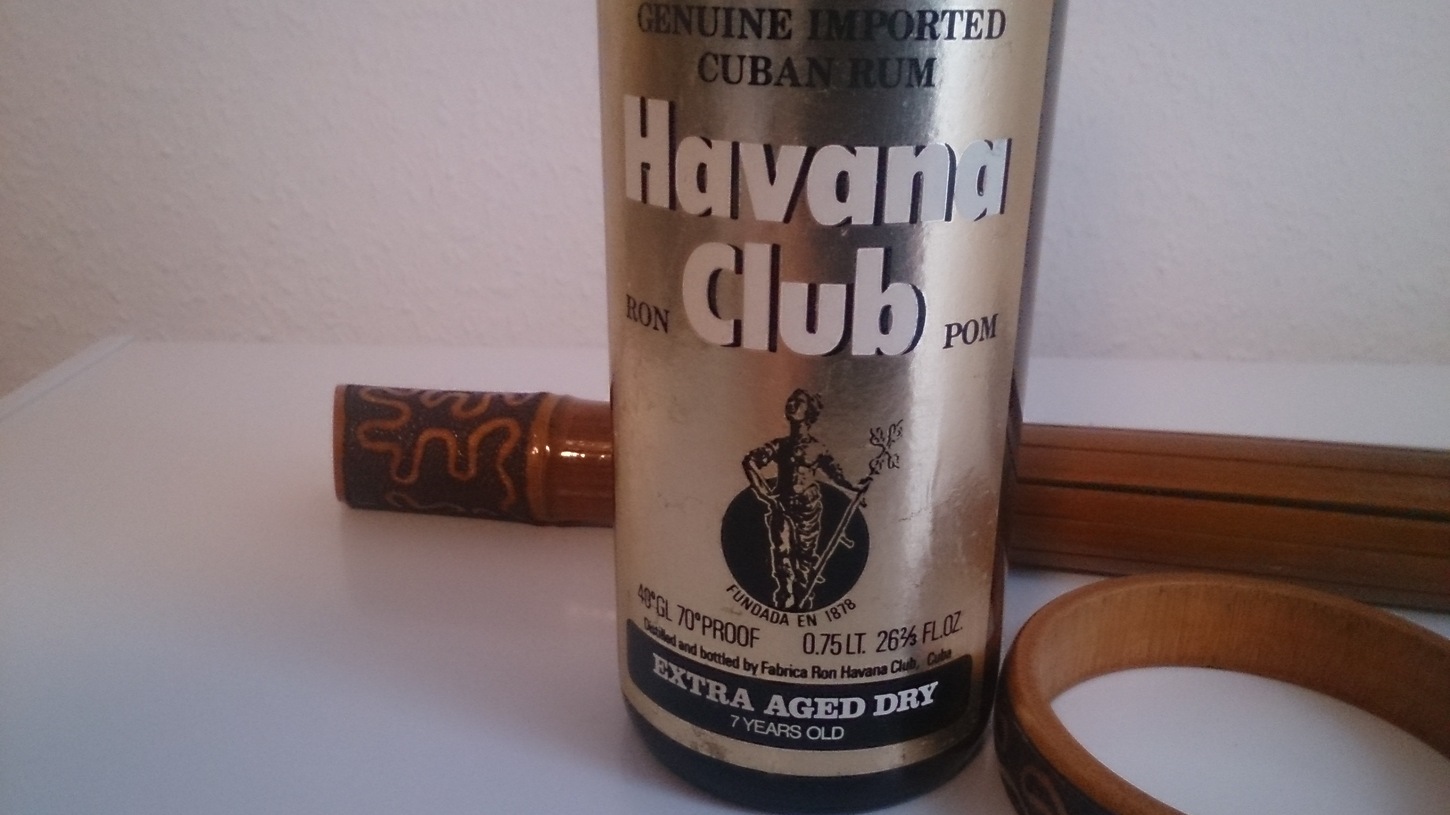 GENUINE IMPORTED
CUBAN RUM
Havana
Club
RON POM
FUNDADA EN 1878
40°GL 70°PROOF 0.75 LT. 26⅔ FL.OZ.
Distilled and bottled by Fabrica Ron Havana Club, Cuba
EXTRA AGED DRY
7 YEARS OLD